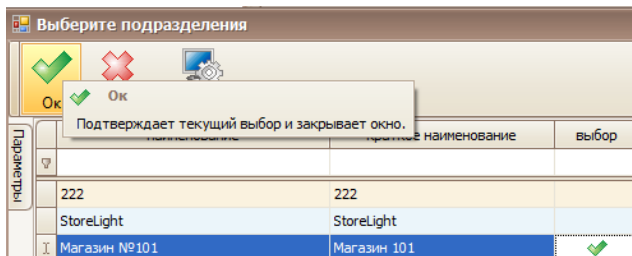 Выберите подразделения
Ок
Ок
Подтверждает текущий выбор и закрывает окно.
Параметры
наименование
выбор
222
222
StoreLight
StoreLight
Магазин №101
Магазин 101